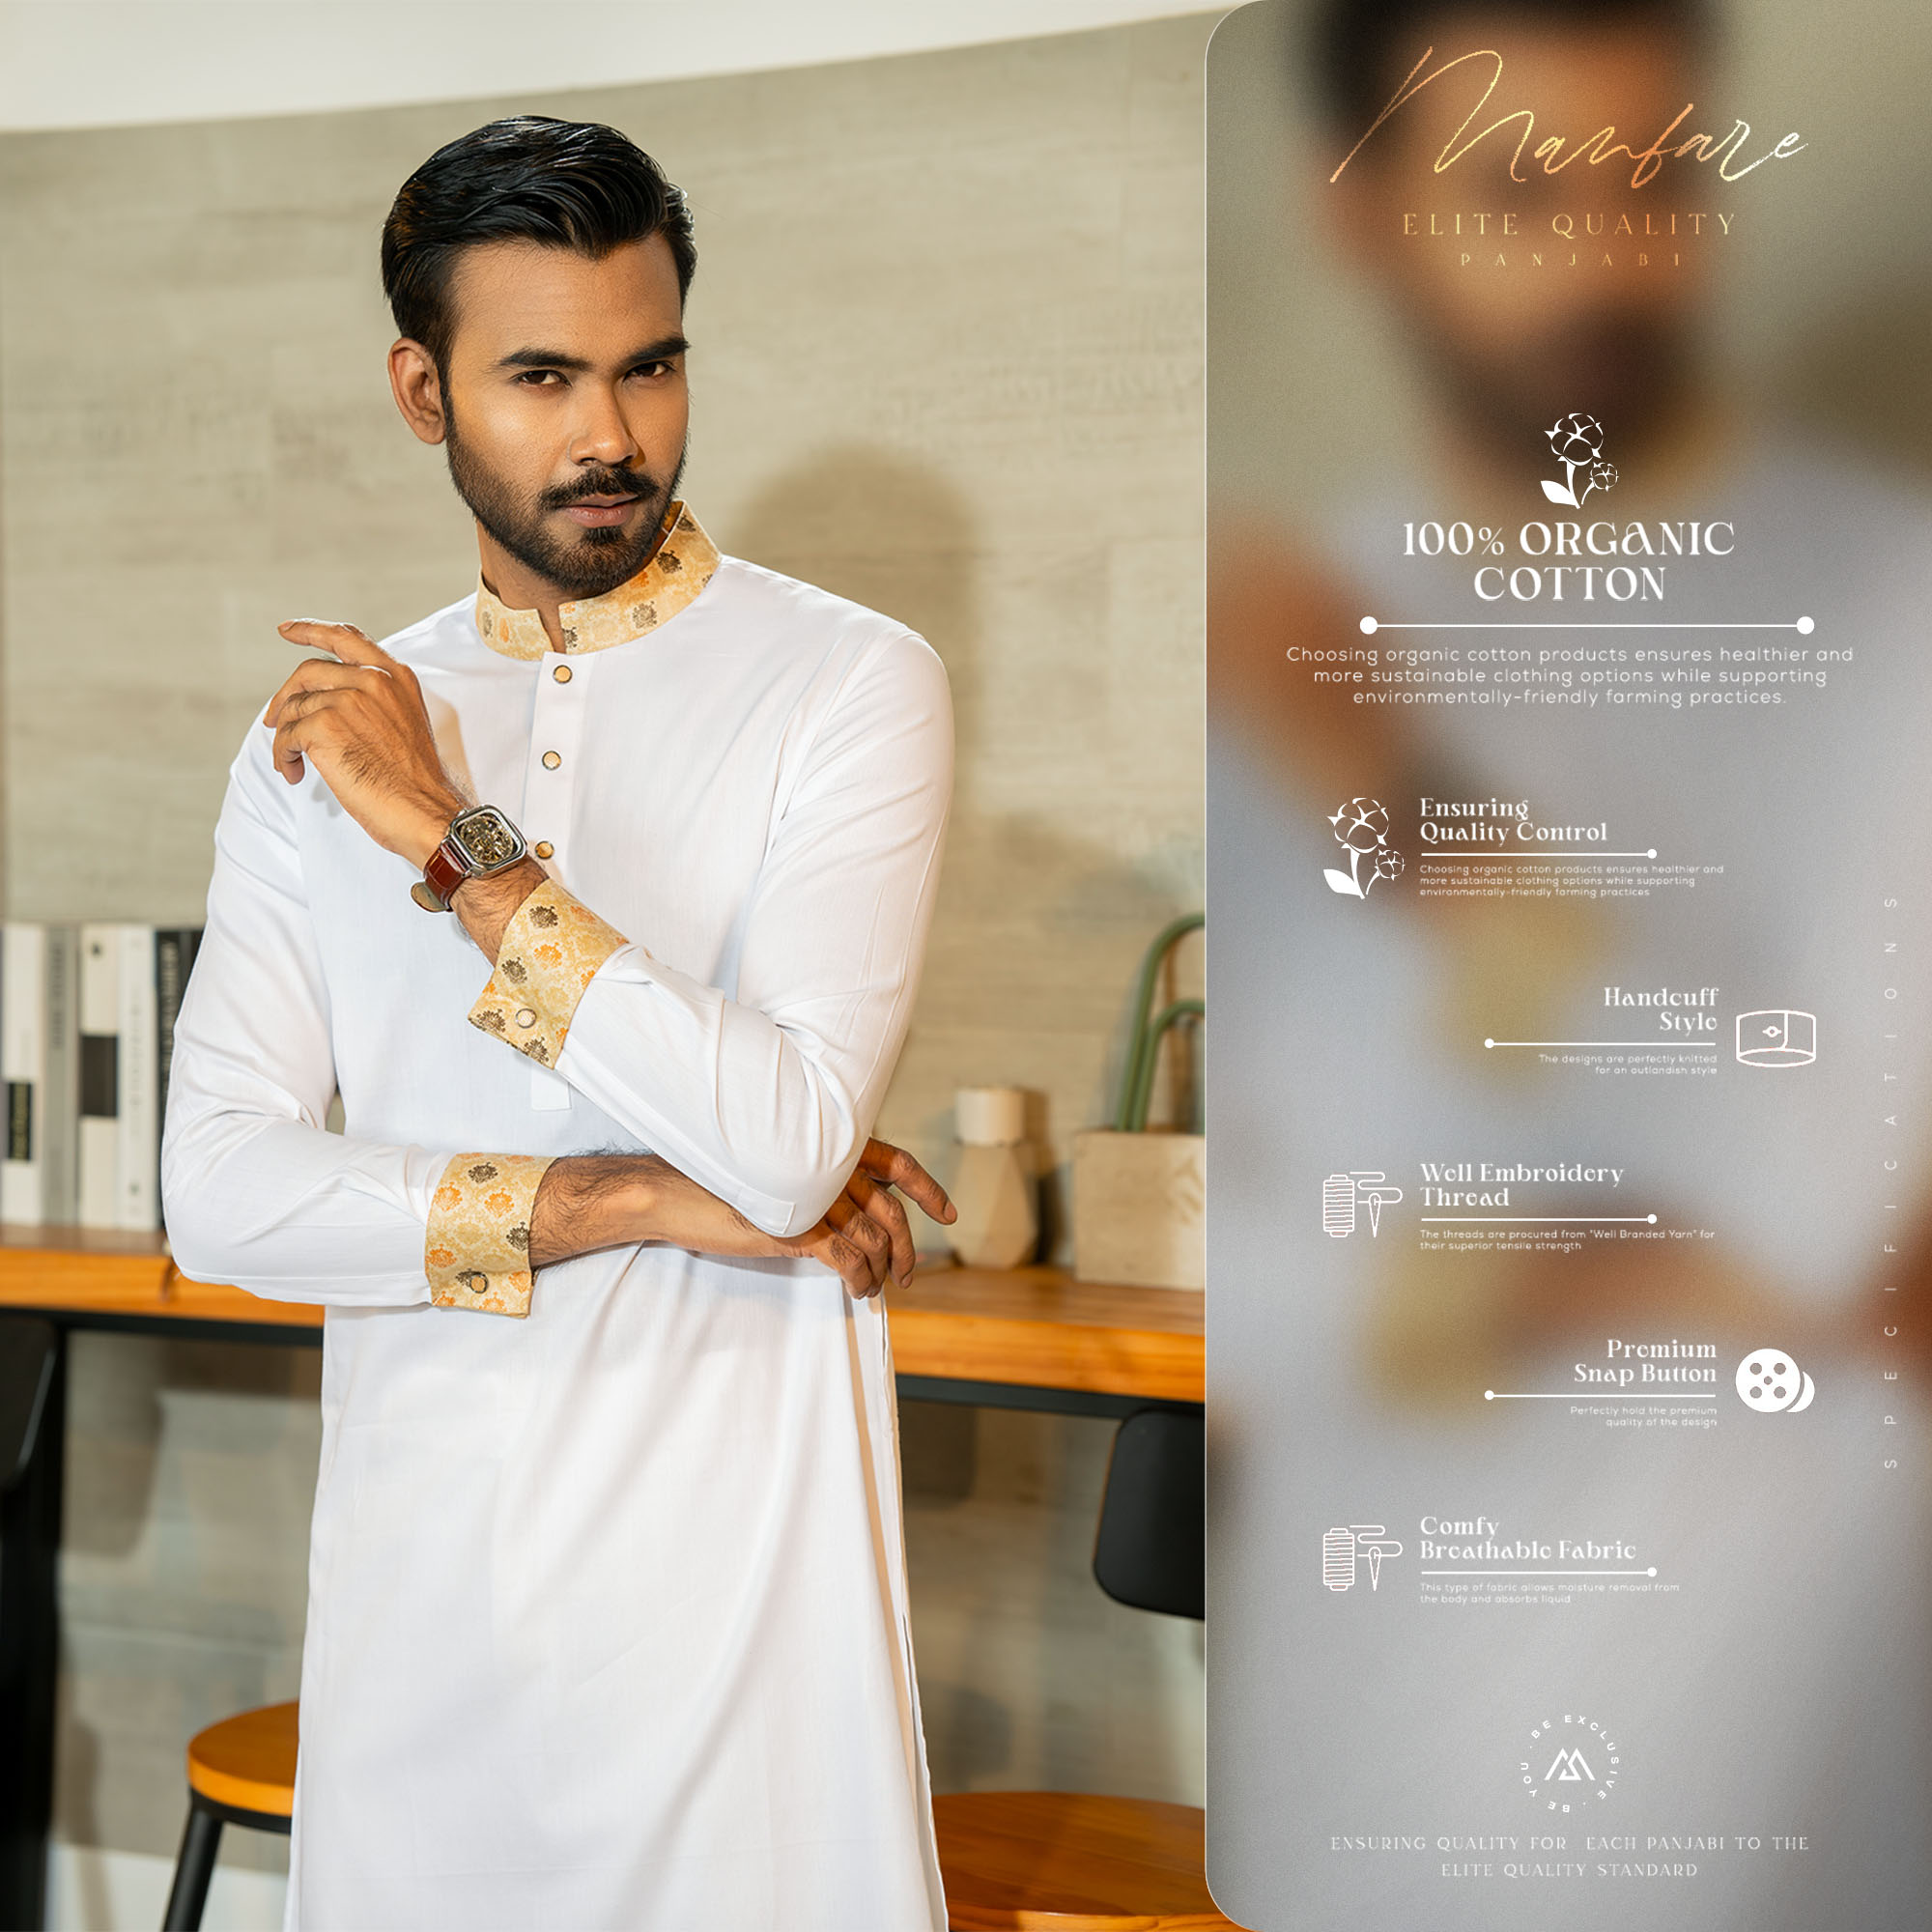 Manfare
ELITE QUALITY
PANJABI
100% ORGANIC
COTTON
Choosing organic cotton products ensures healthier and
more sustainable clothing options while supporting
environmentally-friendly farming practices.
Ensuring
Quality Control
Choosing organic cotton products ensures healthier and
more sustainable clothing options while supporting
environmentally-friendly farming practices
Handcuff
Style
The designs are perfectly knitted
for an outlandish style
Well Embroidery
Thread
The threads are procured from "Well Branded Yarn" for
their superior tensile strength
Premium
Snap Button
Perfectly hold the premium
quality of the design
Comfy
Breathable Fabric
This type of fabric allows moisture removal from
the body and absorbs liquid
SPECIFICATIONS
BE EXCLUSIVE . BE YOU .
ENSURING QUALITY FOR EACH PANJABI TO THE
ELITE QUALITY STANDARD